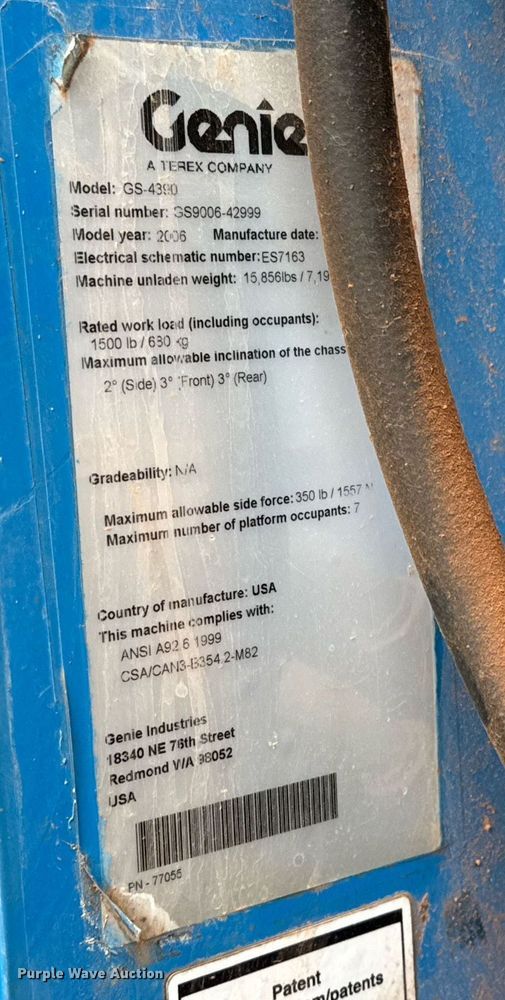 Genie
A TEREX COMPANY
Model: GS-4390
Serial number: GS9006-42999
Model year: 2006 Manufacture date:
Electrical schematic number: ES7163
Machine unladen weight: 15,856lbs / 7,19
Rated work load (including occupants):
1500 lb / 680 kg
Maximum allowable inclination of the chass
2° (Side) 3° (Front) 3° (Rear)
Gradeability: N/A
Maximum allowable side force: 350 lb / 1557 N
Maximum number of platform occupants: 7
Country of manufacture: USA
This machine complies with:
ANSI A92.6 1999
CSA/CAN3-B354.2-M82
Genie Industries
18340 NE 76th Street
Redmond WA 98052
USA
PN - 77055
Patent
m/patents
Purple Wave Auction